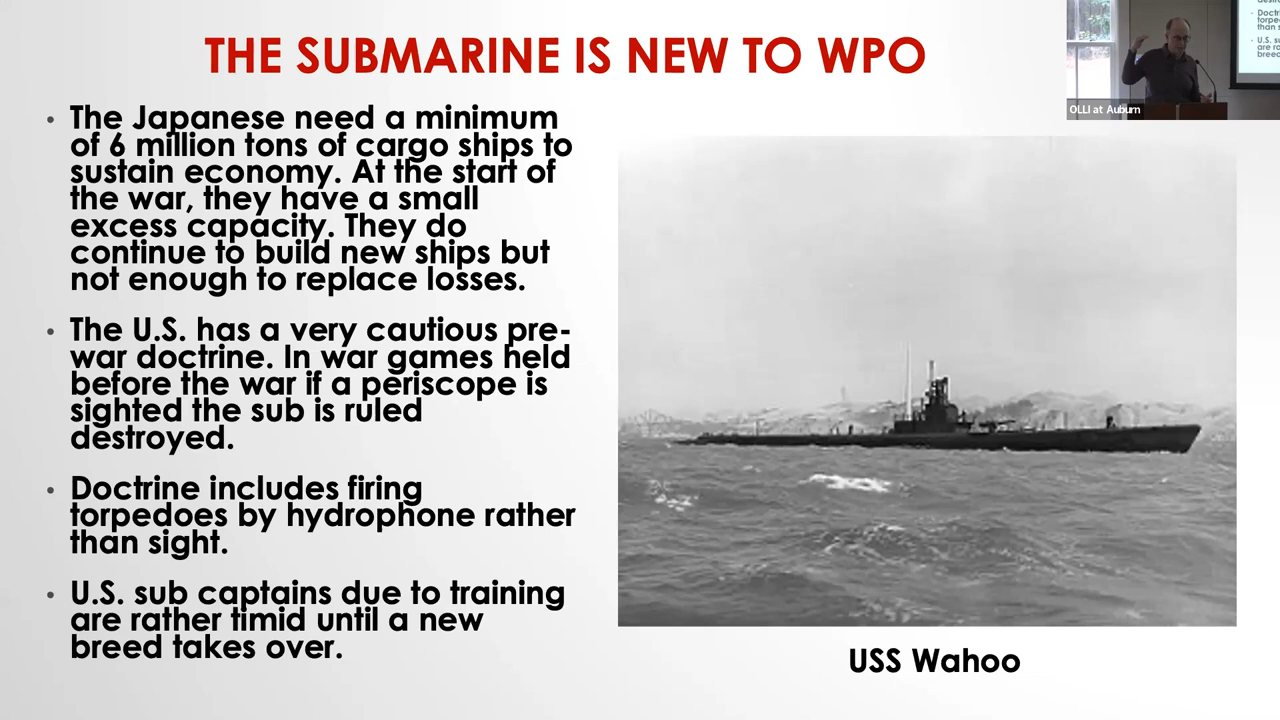 THE SUBMARINE IS NEW TO WPO
• The Japanese need a minimum
of 6 million tons of cargo ships to
sustain economy. At the start of
the war, they have a small
excess capacity. They do
continue to build new ships but
not enough to replace losses.
• The U.S. has a very cautious pre-
war doctrine. In war games held
before the war if a periscope is
sighted the sub is ruled
destroyed.
• Doctrine includes firing
torpedoes by hydrophone rather
than sight.
• U.S. sub captains due to training
are rather timid until a new
breed takes over.
USS Wahoo
OLLI at Auburn